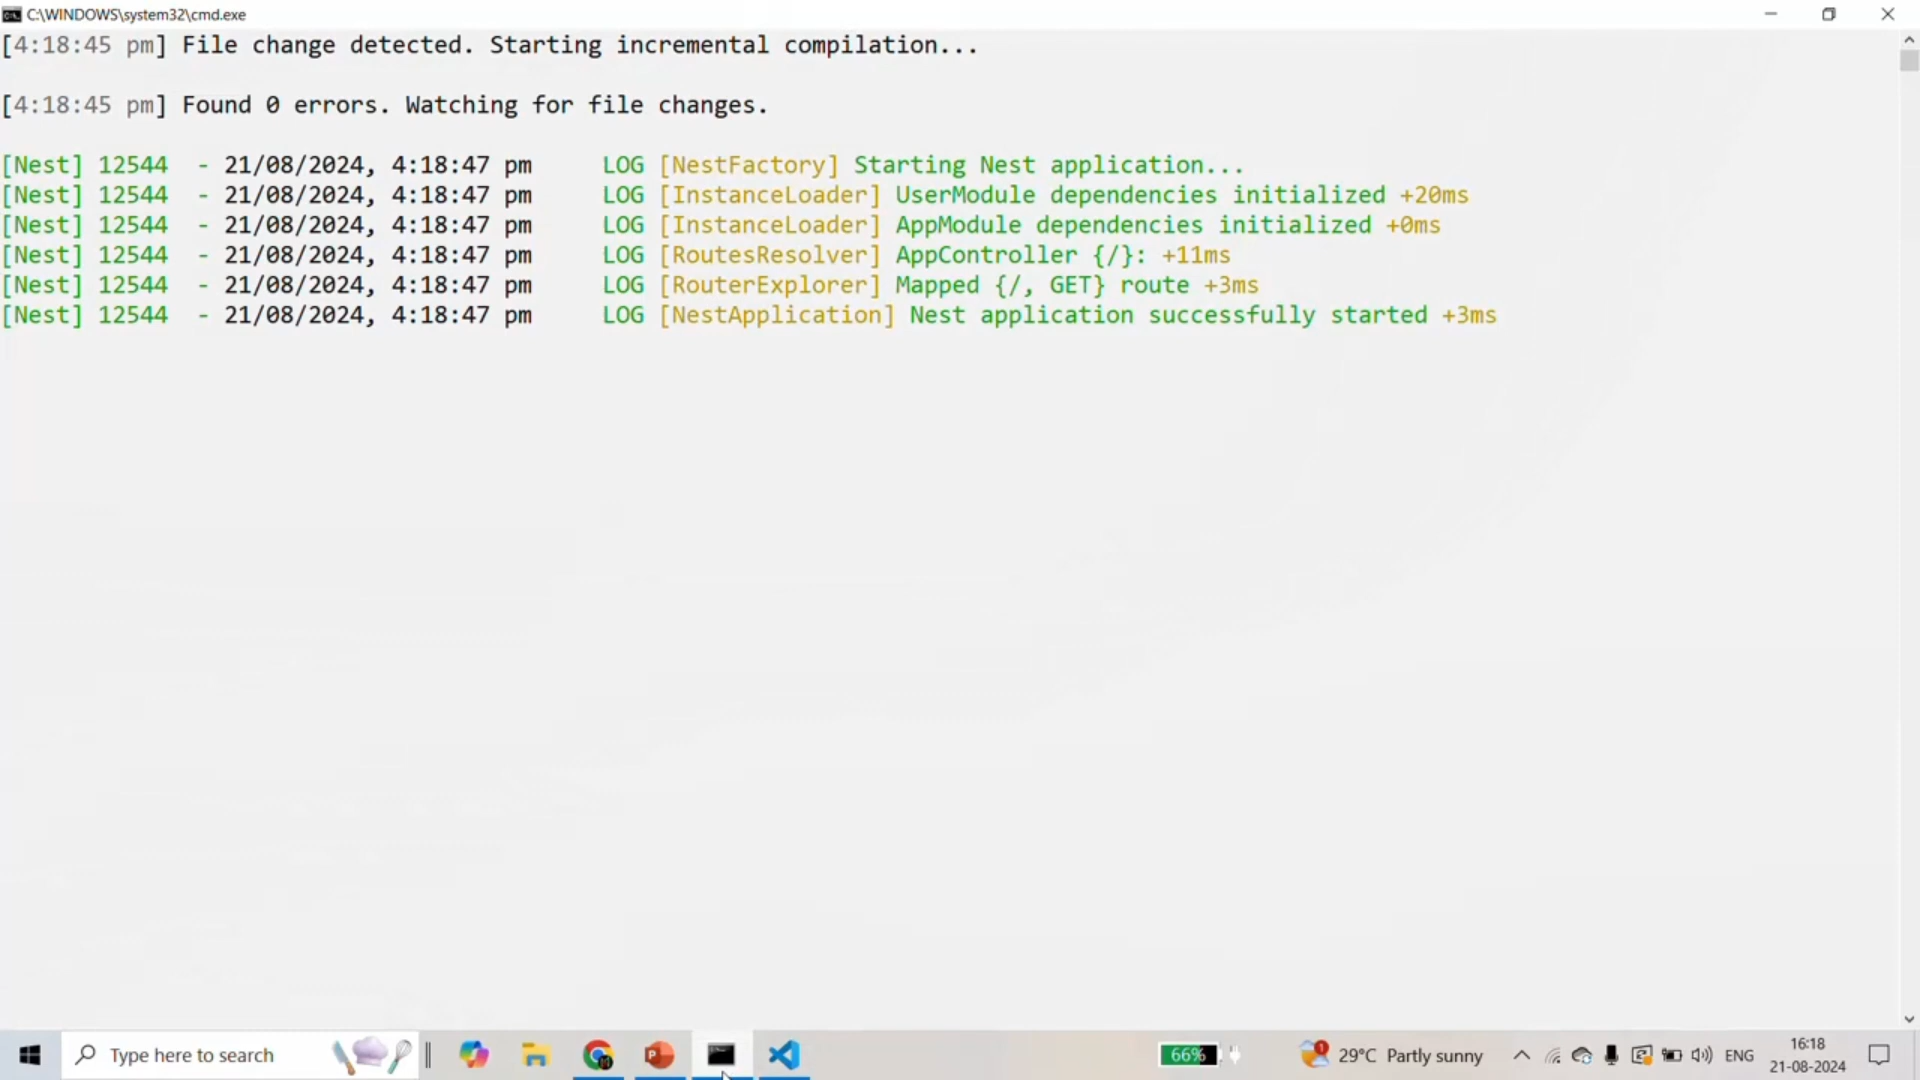 C:\WINDOWS\system32\cmd.exe
[4:18:45 pm] File change detected. Starting incremental compilation...
[4:18:45 pm] Found 0 errors. Watching for file changes.
[Nest] 12544  - 21/08/2024, 4:18:47 pm     LOG [NestFactory] Starting Nest application...
[Nest] 12544  - 21/08/2024, 4:18:47 pm     LOG [InstanceLoader] UserModule dependencies initialized +20ms
[Nest] 12544  - 21/08/2024, 4:18:47 pm     LOG [InstanceLoader] AppModule dependencies initialized +0ms
[Nest] 12544  - 21/08/2024, 4:18:47 pm     LOG [RoutesResolver] AppController {/}: +11ms
[Nest] 12544  - 21/08/2024, 4:18:47 pm     LOG [RouterExplorer] Mapped {/, GET} route +3ms
[Nest] 12544  - 21/08/2024, 4:18:47 pm     LOG [NestApplication] Nest application successfully started +3ms
Type here to search
66%
29°C Partly sunny
ENG
16:18
21-08-2024